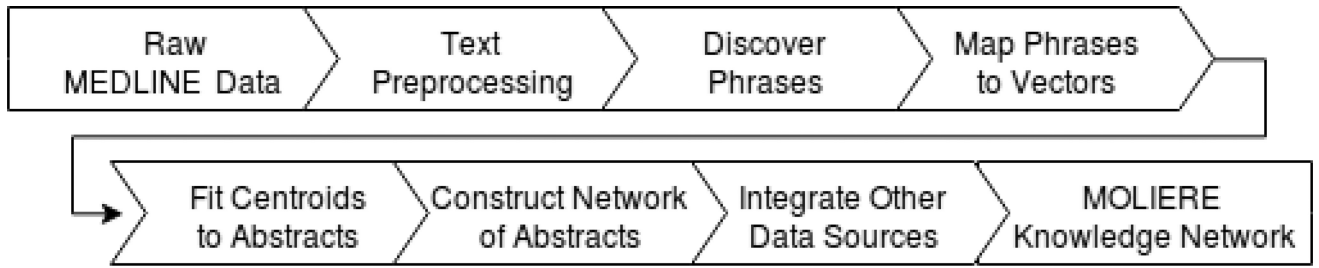 Raw
MEDLINE Data
Text
Preprocessing
Discover
Phrases
Map Phrases
to Vectors
Fit Centroids
to Abstracts
Construct Network
of Abstracts
Integrate Other
Data Sources
MOLIERE
Knowledge Network